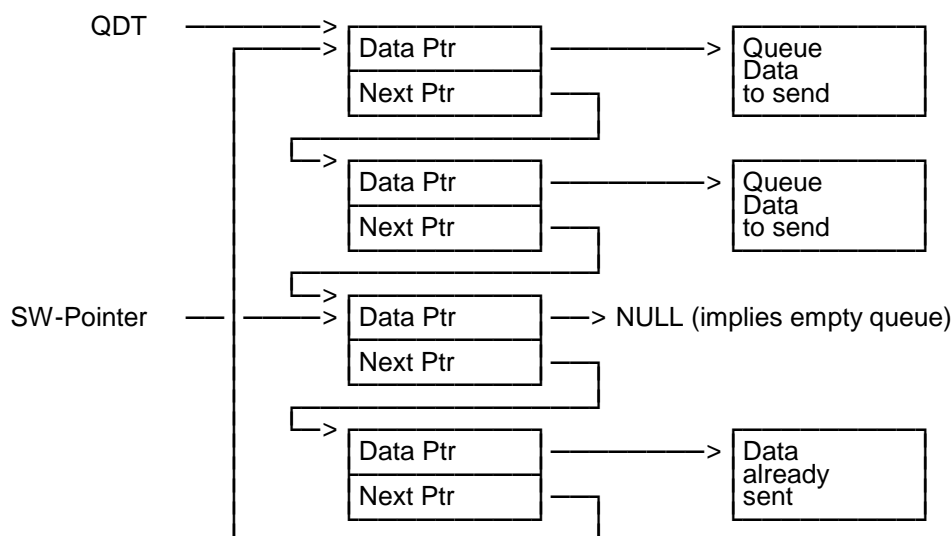 QDT
Data Ptr
Next Ptr
Queue
Data
to send
Data Ptr
Next Ptr
Queue
Data
to send
SW-Pointer
Data Ptr
Next Ptr
NULL (implies empty queue)
Data Ptr
Next Ptr
Data
already
sent